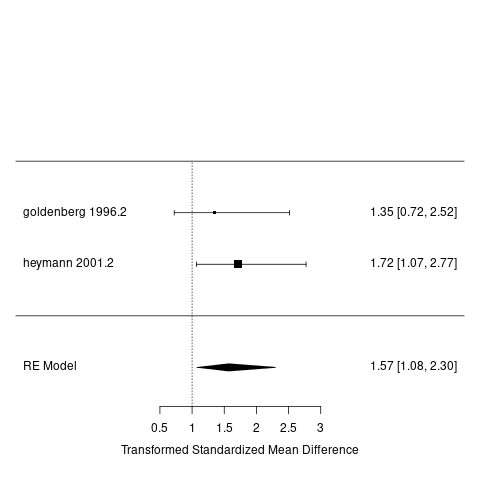 goldenberg 1996.2 1.35 [0.72, 2.52]
heymann 2001.2 1.72 [1.07, 2.77]
RE Model 1.57 [1.08, 2.30]
0.5 1 1.5 2 2.5 3
Transformed Standardized Mean Difference